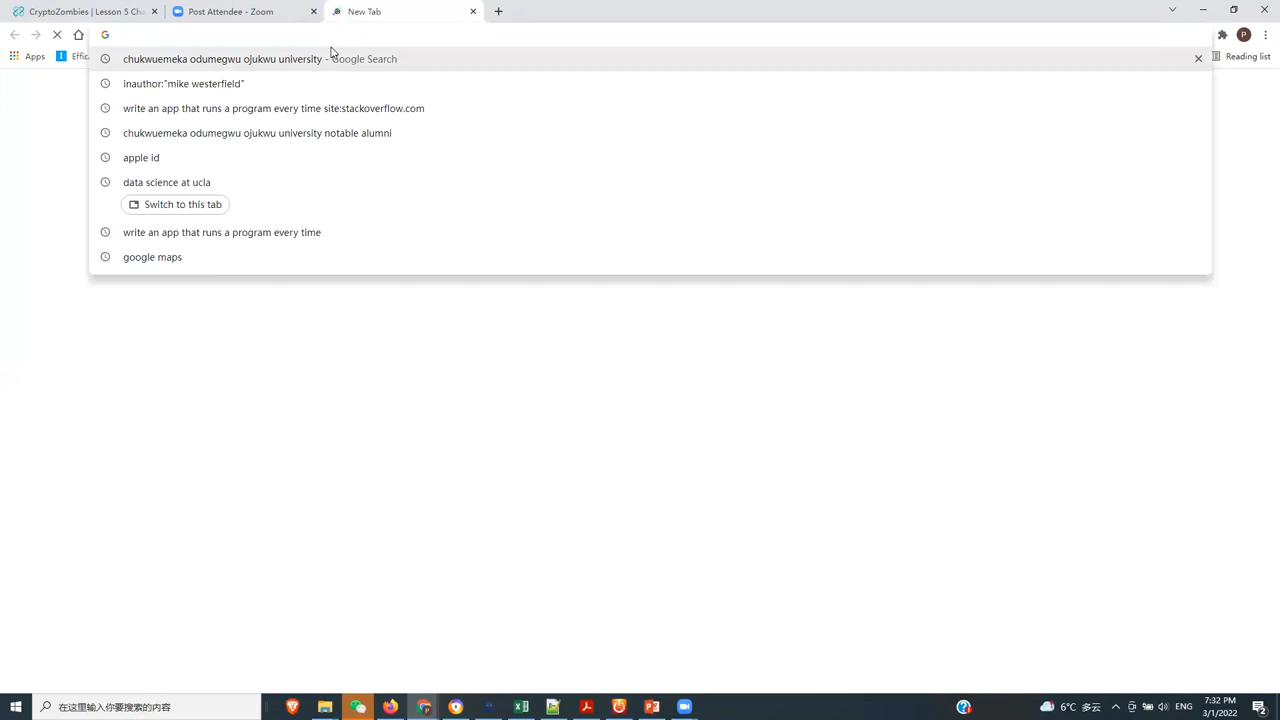 CryptoZombies | Lesson 5 Cha
Post Attendee - Zoom
New Tab
chukwuemeka odumegwu ojukwu university - Google Search
Apps
Effic
Reading list
inauthor:"mike westerfield"
write an app that runs a program every time site:stackoverflow.com
chukwuemeka odumegwu ojukwu university notable alumni
apple id
data science at ucla
Switch to this tab
write an app that runs a program every time
google maps
在这里输入你要搜索的内容
6°C 多云
ENG
7:32 PM
3/1/2022